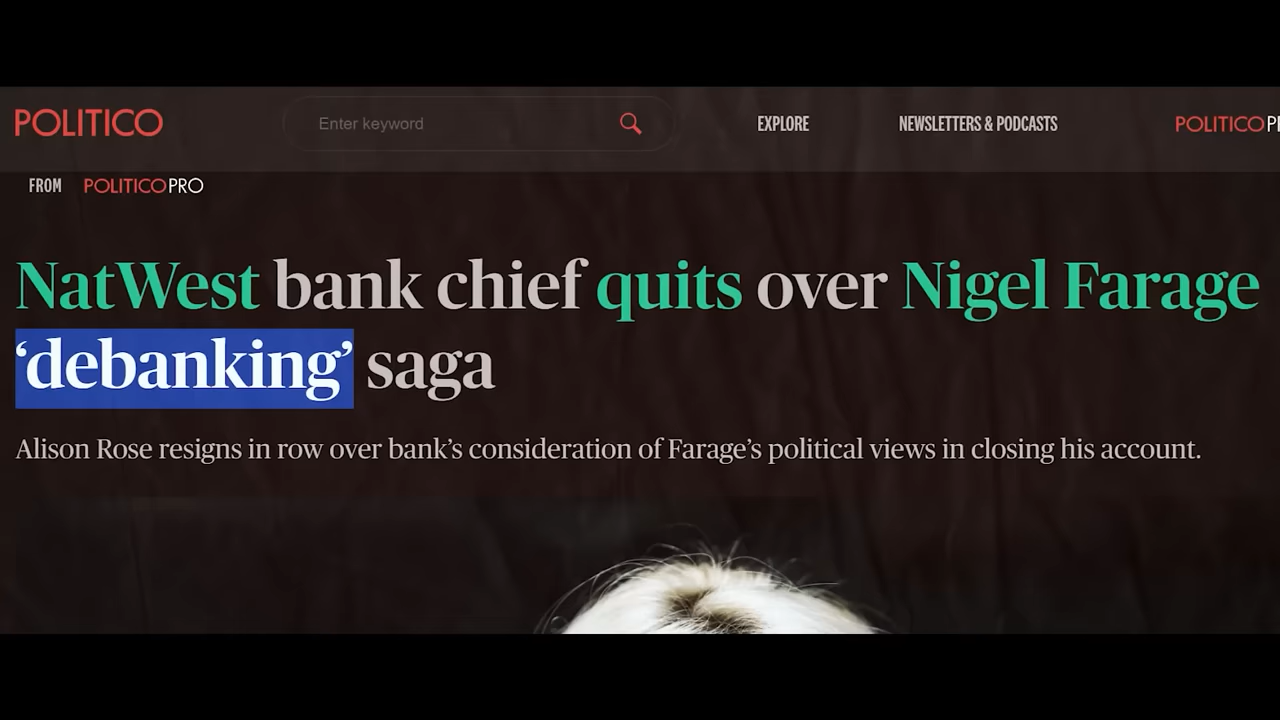 POLITICO Enter keyword EXPLORE NEWSLETTERS & PODCASTS POLITICO
FROM POLITICOPRO
NatWest bank chief quits over Nigel Farage
‘debanking’ saga
Alison Rose resigns in row over bank’s consideration of Farage’s political views in closing his account.